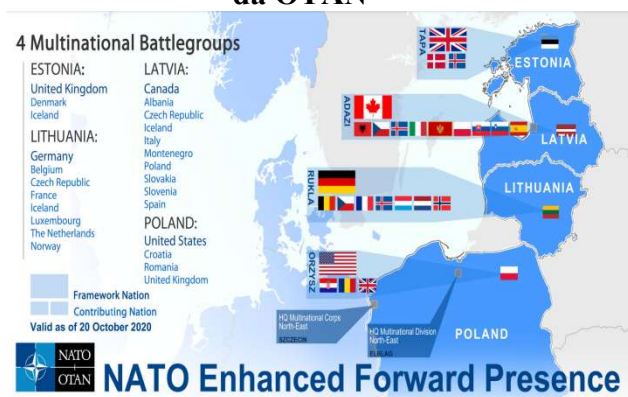 da OTAN
4 Multinational Battlegroups
ESTONIA:
United Kingdom
Denmark
Iceland
LITHUANIA:
Germany
Belgium
Czech Republic
France
Iceland
Luxembourg
The Netherlands
Norway
LATVIA:
Canada
Albania
Czech Republic
Iceland
Italy
Montenegro
Poland
Slovakia
Slovenia
Spain
POLAND:
United States
Croatia
Romania
United Kingdom
Framework Nation
Contributing Nation
Valid as of 20 October 2020
TAPA
ESTONIA
ADAZI
LATVIA
RUKLA
LITHUANIA
ORZYSZ
HQ Multinational Corps
North-East
SZCZECIN
HQ Multinational Division
North-East
ELBLAG
POLAND
NATO
OTAN
NATO Enhanced Forward Presence